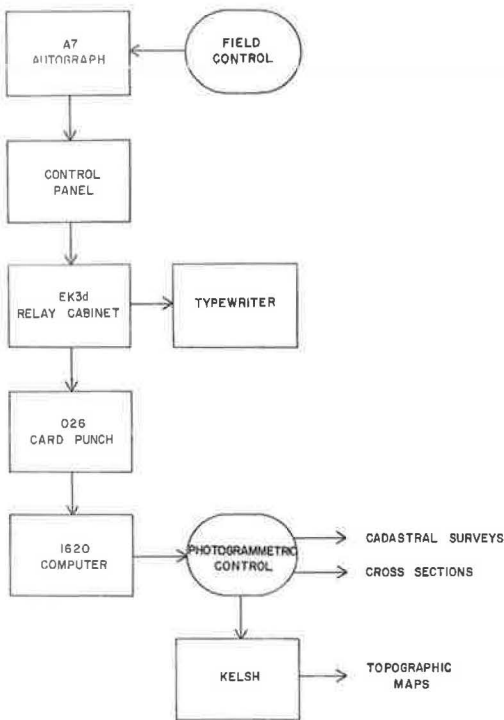 A7
AUTOGRAPH
FIELD
CONTROL
CONTROL
PANEL
EK3d
RELAY CABINET
TYPEWRITER
026
CARD PUNCH
1620
COMPUTER
PHOTOGRAMMETRIC
CONTROL
CADASTRAL SURVEYS
CROSS SECTIONS
KELSH
TOPOGRAPHIC
MAPS